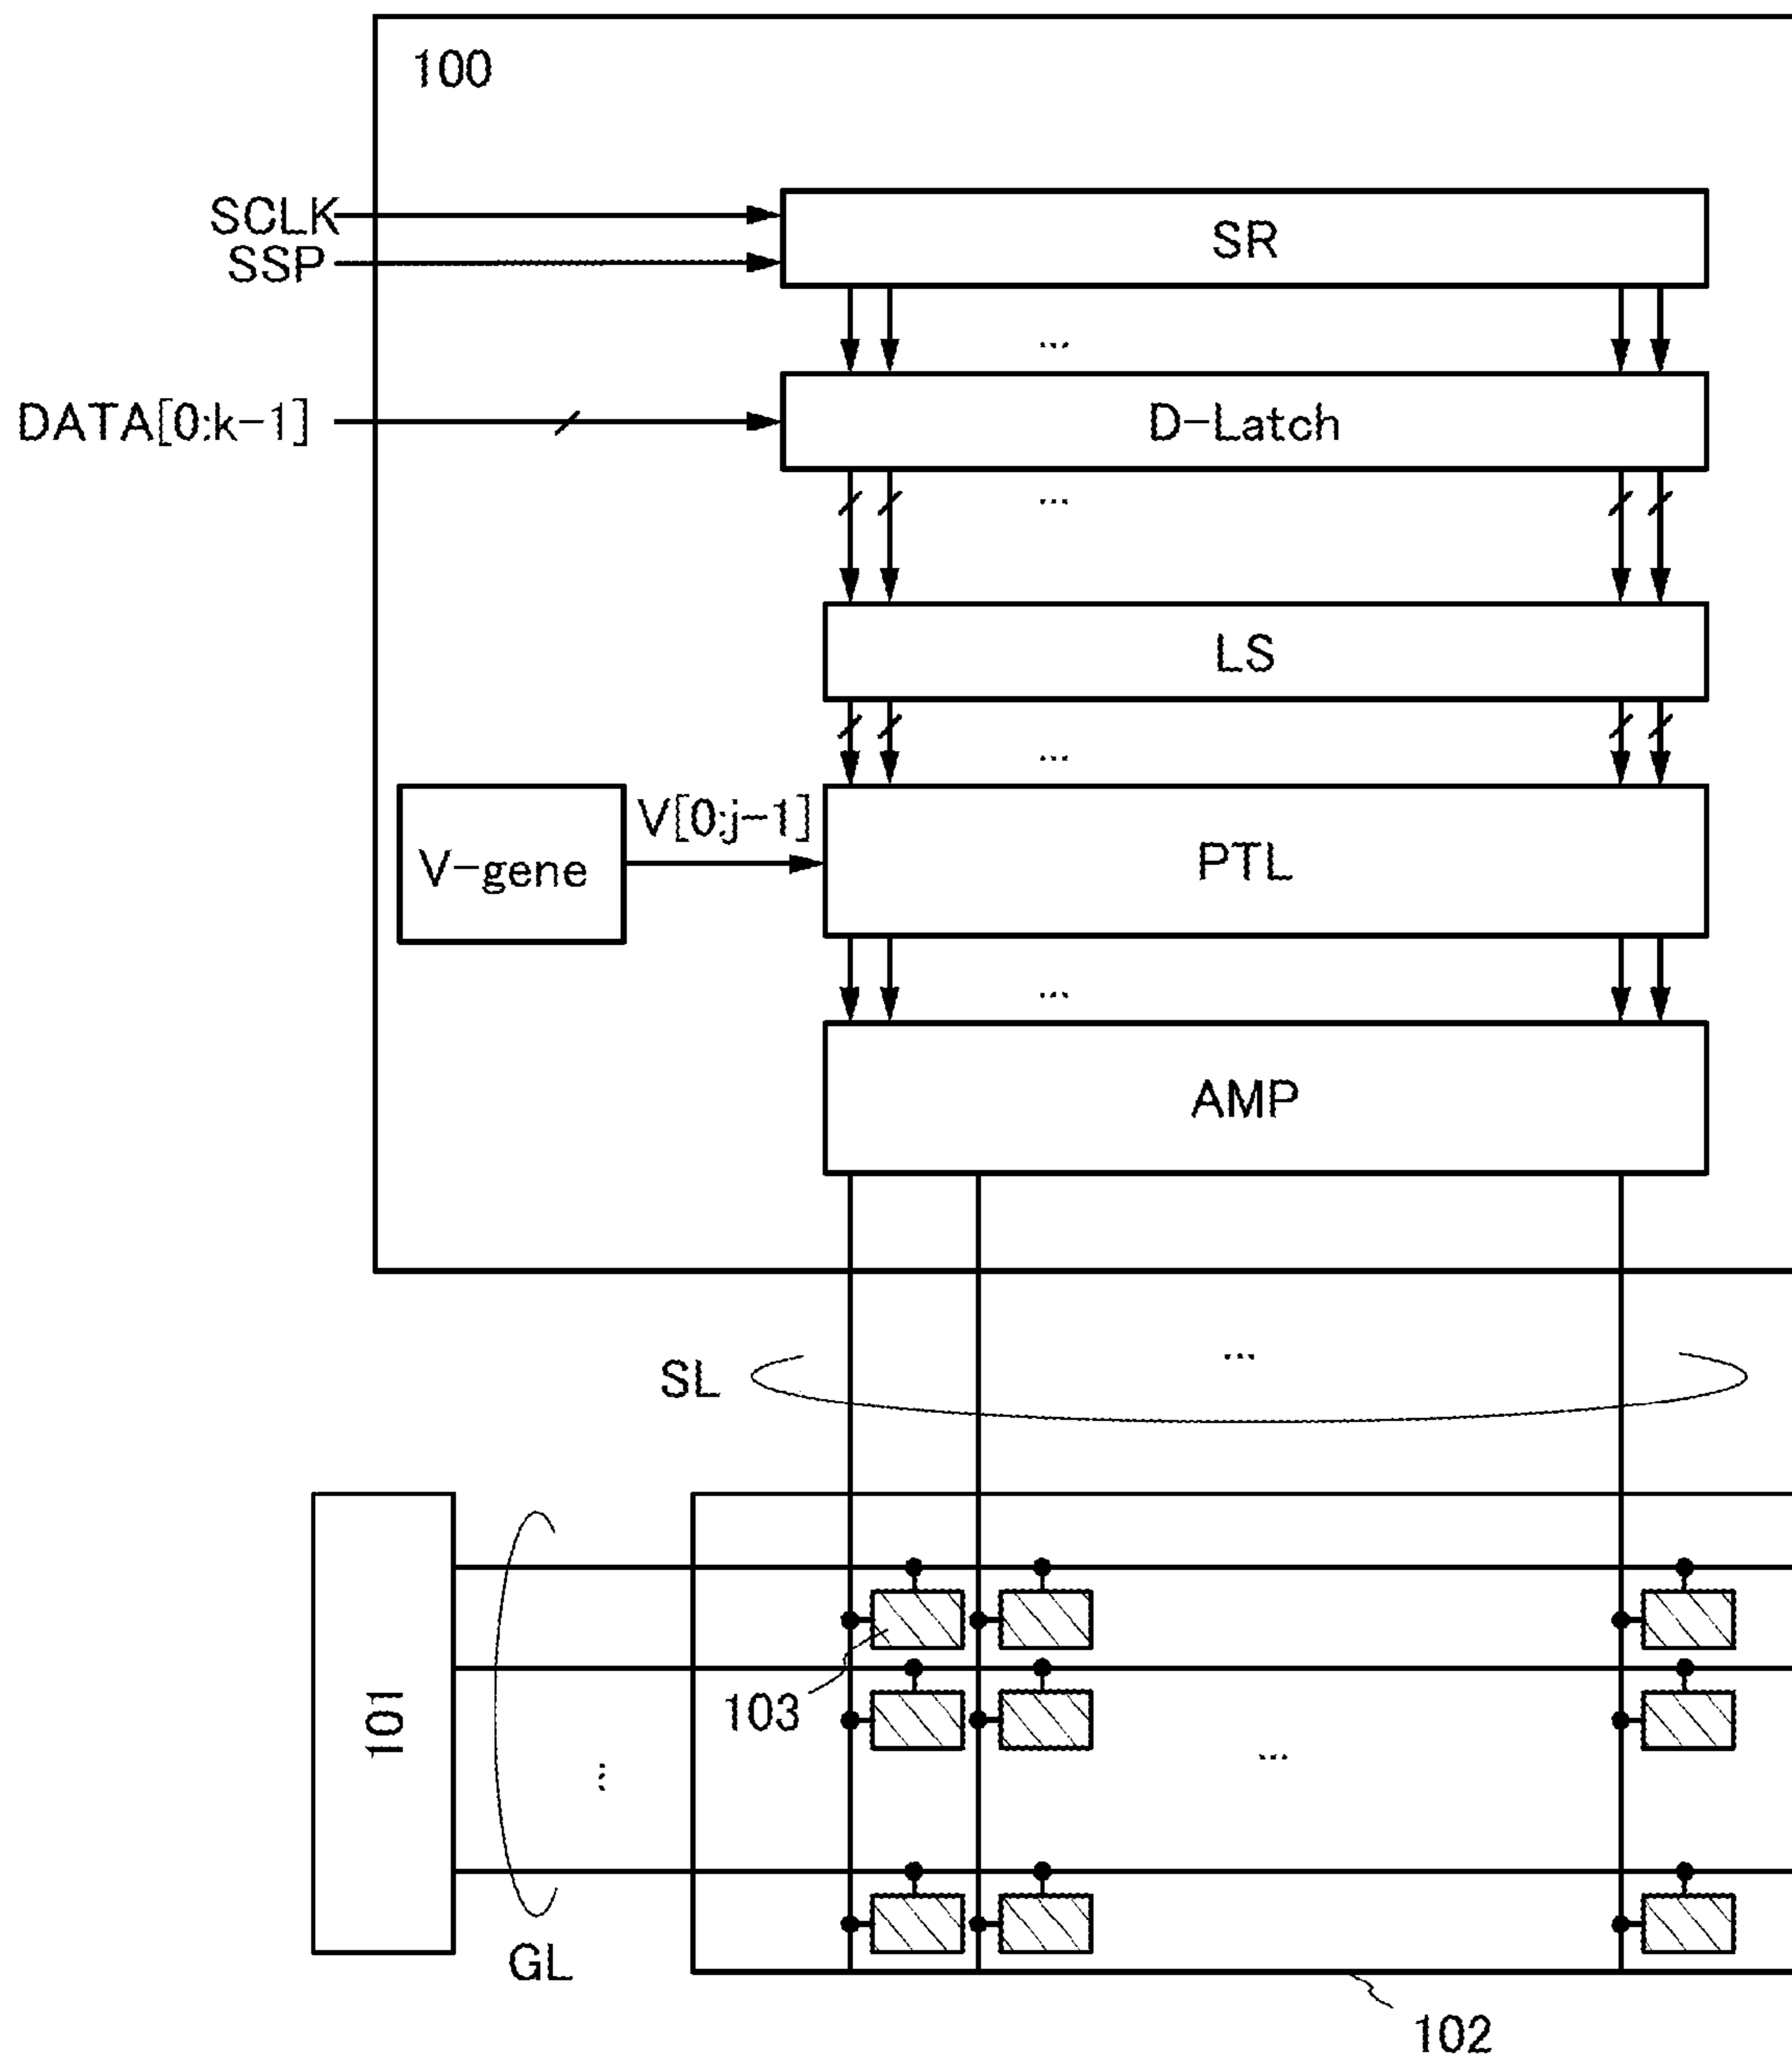 100
SCLK
SSP
SR
...
DATA[0:k-1]
D-Latch
...
LS
...
V-gene
V[0:j-1]
PTL
...
AMP
SL
...
101
103
...
...
GL
102